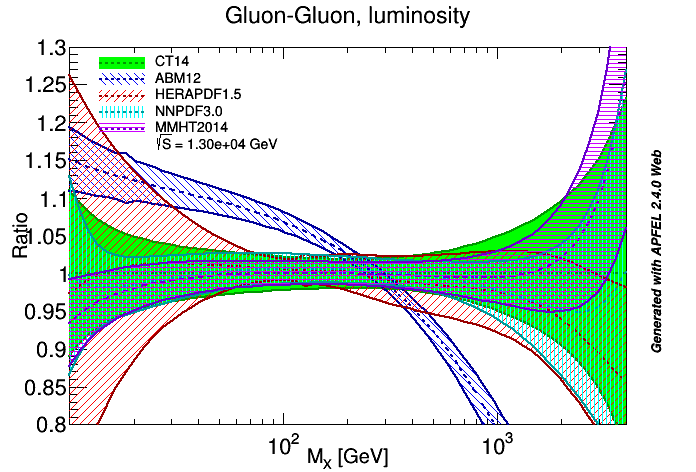 Gluon-Gluon, luminosity
1.3
1.25
1.2
1.15
1.1
1.05
1
0.95
0.9
0.85
0.8
Ratio
CT14
ABM12
HERAPDF1.5
NNPDF3.0
MMHT2014
√S = 1.30e+04 GeV
10²
10³
M_X [GeV]
Generated with APFEL 2.4.0 Web